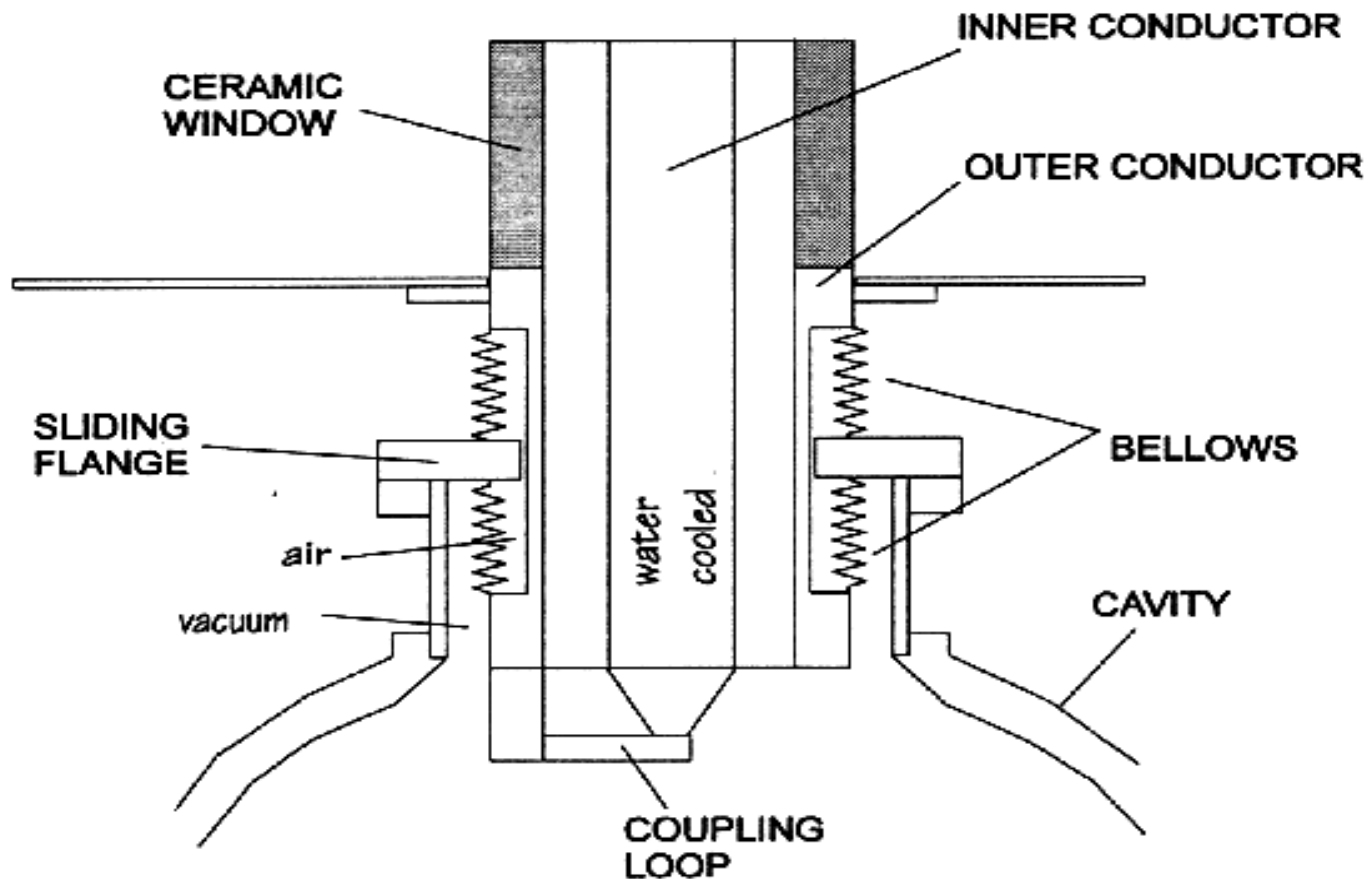 INNER CONDUCTOR
CERAMIC
WINDOW
OUTER CONDUCTOR
SLIDING
FLANGE
BELLOWS
water
cooled
air
vacuum
CAVITY
COUPLING
LOOP